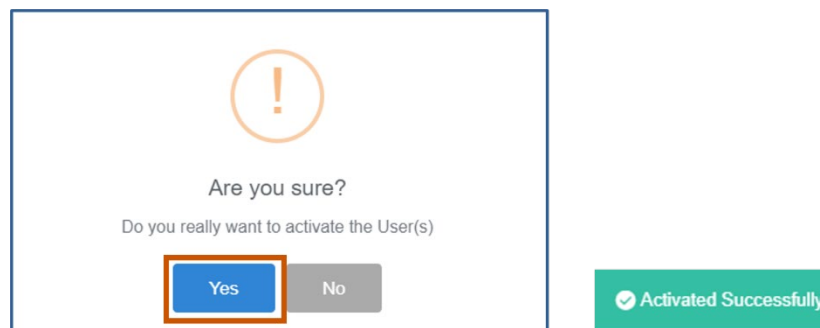 !
Are you sure?
Do you really want to activate the User(s)
Yes
No
Activated Successfully